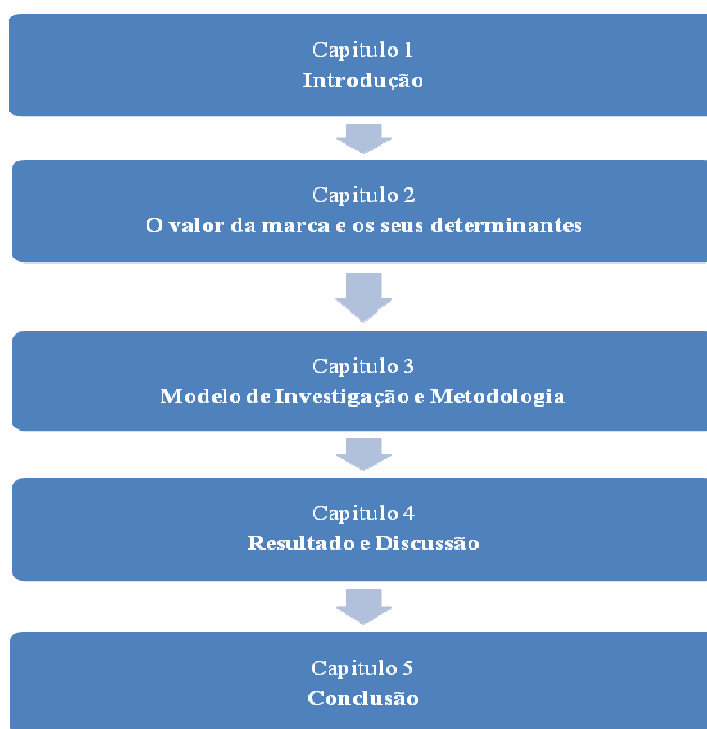 Capitulo 1
Introdução
Capitulo 2
O valor da marca e os seus determinantes
Capitulo 3
Modelo de Investigação e Metodologia
Capitulo 4
Resultado e Discussão
Capitulo 5
Conclusão